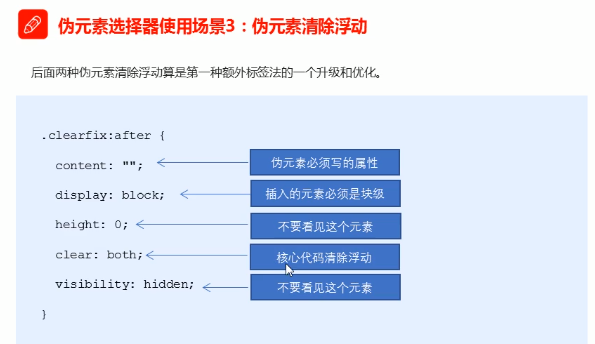 伪元素选择器使用场景3：伪元素清除浮动
后面两种伪元素清除浮动算是第一种额外标签法的一个升级和优化。
.clearfix:after {
content: "";
伪元素必须写的属性
display: block;
插入的元素必须是块级
height: 0;
不要看见这个元素
clear: both;
核心代码清除浮动
visibility: hidden;
不要看见这个元素
}